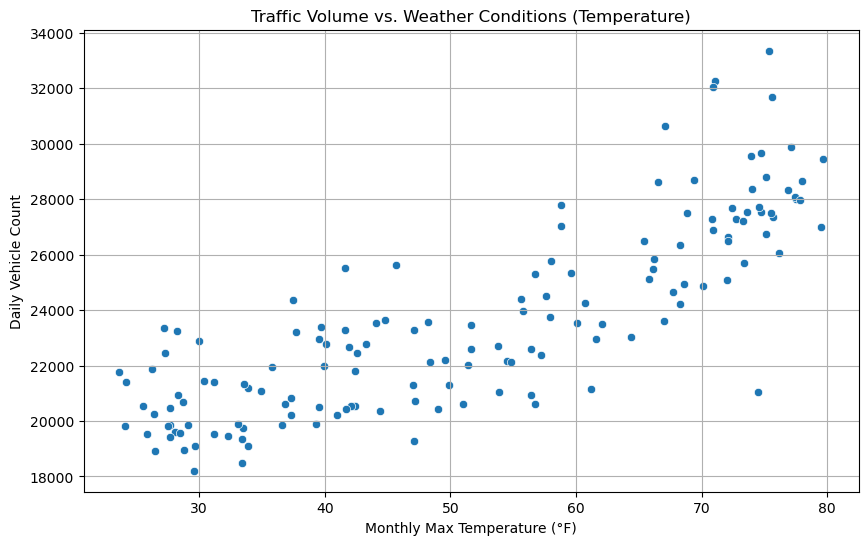 Traffic Volume vs. Weather Conditions (Temperature)
34000
32000
30000
28000
26000
24000
22000
20000
18000
Daily Vehicle Count
30 40 50 60 70 80
Monthly Max Temperature (°F)